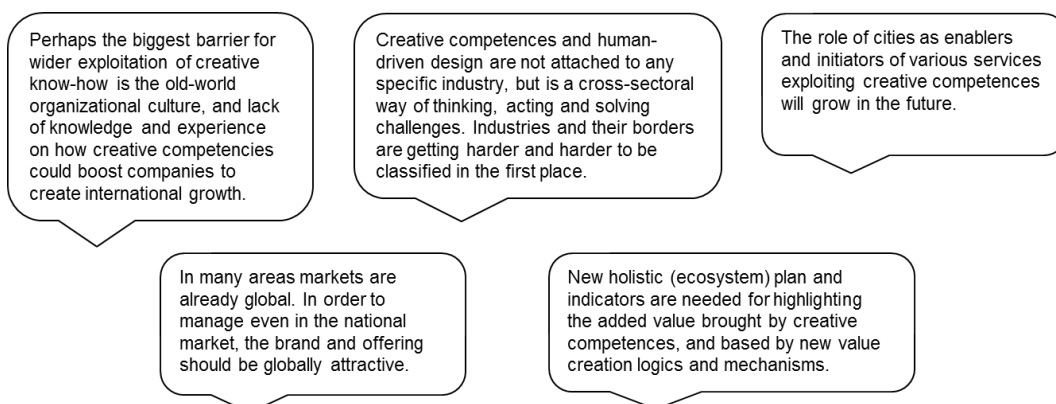 Perhaps the biggest barrier for
wider exploitation of creative
know-how is the old-world
organizational culture, and lack
of knowledge and experience
on how creative competencies
could boost companies to
create international growth.
Creative competences and human-
driven design are not attached to any
specific industry, but is a cross-sectoral
way of thinking, acting and solving
challenges. Industries and their borders
are getting harder and harder to be
classified in the first place.
The role of cities as enablers
and initiators of various services
exploiting creative competences
will grow in the future.
In many areas markets are
already global. In order to
manage even in the national
market, the brand and offering
should be globally attractive.
New holistic (ecosystem) plan and
indicators are needed for highlighting
the added value brought by creative
competences, and based by new value
creation logics and mechanisms.